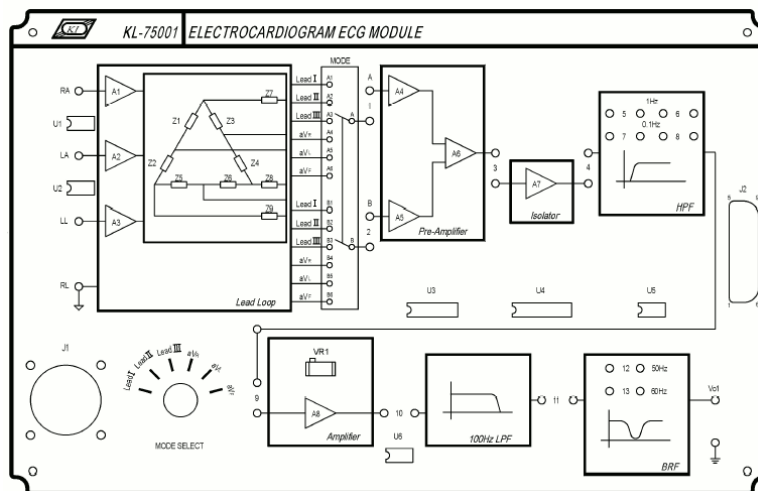 KL KL-75001 ELECTROCARDIOGRAM ECG MODULE
MODE
RA A1 Z7 Lead I A1 A A4 1Hz
Lead II A2 5 6
Z1 Z3 Lead III A3 A 1 0.1Hz
U1 aVR A4 7 8
LA A2 Z2 Z4 aVL A5 A6 3 A7 4
aVF A6 Isolator
U2 Z5 Z6 Z8 J2
LL A3 Z9 Lead I B1 B A5 HPF
Lead II B2
Lead III B3 B 2 Pre-Amplifier
aV B4
aVL B5
RL Lead Loop aVF B6 U3 U4 U5
J1 Lead I Lead II Lead III aVR aVL aVF
MODE SELECT
VR1
9 A8 10 11
Amplifier
U6
100Hz LPF
12 50Hz
13 60Hz
BRF
Vo1